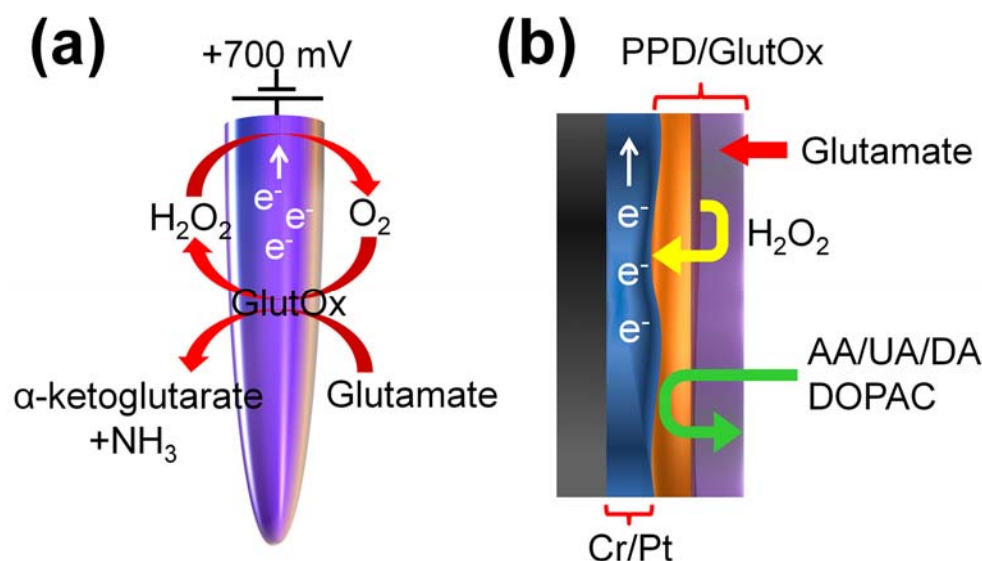 (a)
+700 mV
e⁻
e⁻
e⁻
H₂O₂
O₂
GlutOx
α-ketoglutarate
+NH₃
Glutamate
(b)
PPD/GlutOx
Glutamate
e⁻
H₂O₂
e⁻
e⁻
AA/UA/DA
DOPAC
Cr/Pt